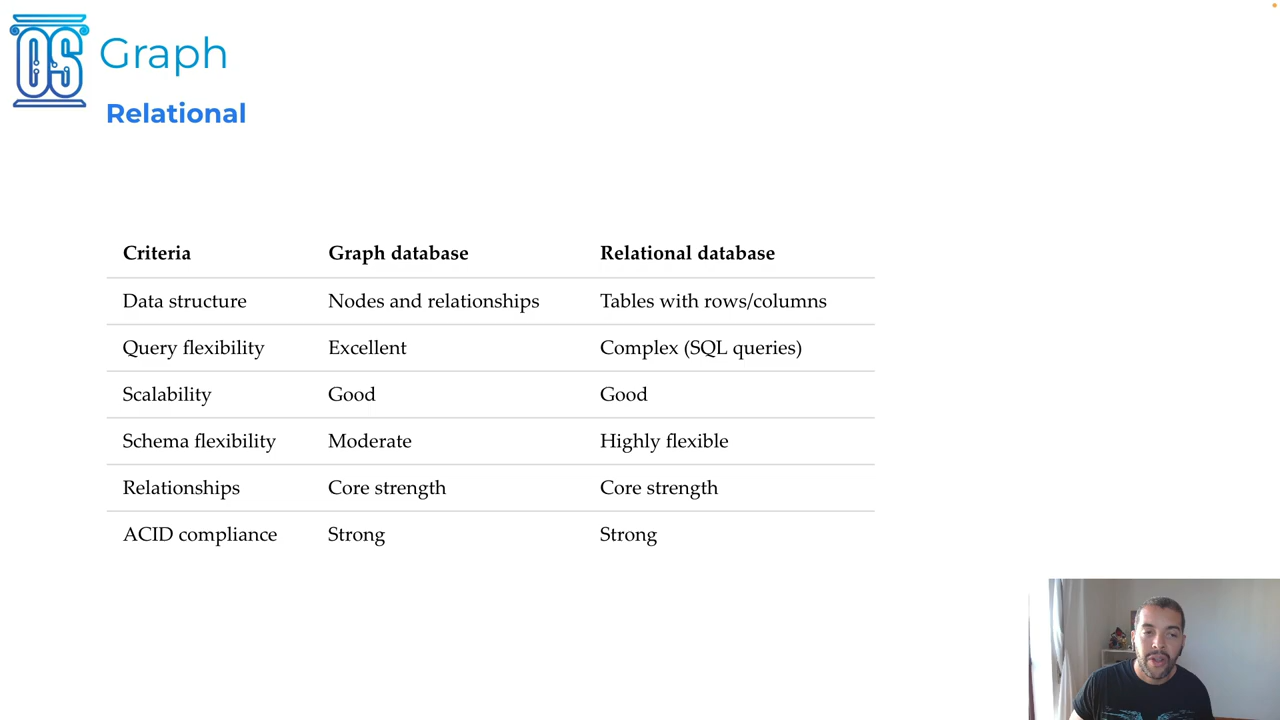 OS
Graph
Relational
Criteria Graph database Relational database
Data structure Nodes and relationships Tables with rows/columns
Query flexibility Excellent Complex (SQL queries)
Scalability Good Good
Schema flexibility Moderate Highly flexible
Relationships Core strength Core strength
ACID compliance Strong Strong